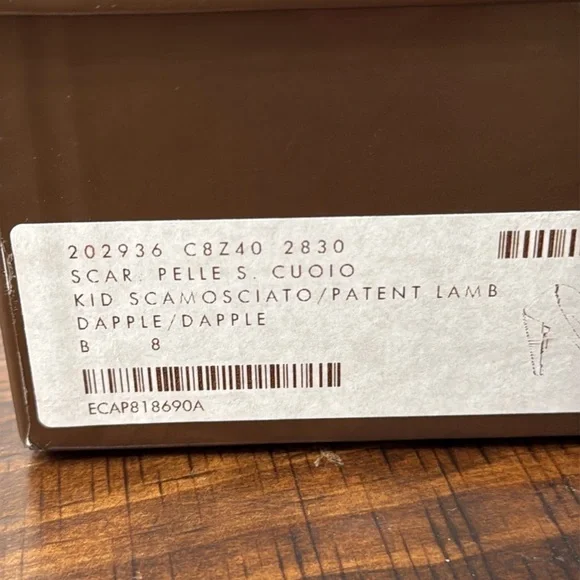 202936 C8Z40 2830
SCAR. PELLE S. CUOIO
KID SCAMOSCIATO/PATENT LAMB
DAPPLE/DAPPLE
B 8
ECAP818690A